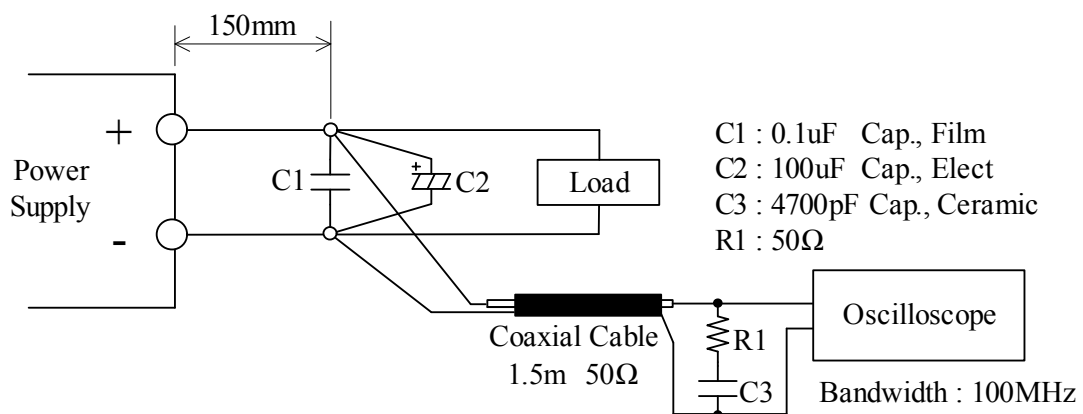 150mm
+
Power
Supply
-
C1
+
C2
Load
C1 : 0.1uF Cap., Film
C2 : 100uF Cap., Elect
C3 : 4700pF Cap., Ceramic
R1 : 50Ω
Coaxial Cable
1.5m 50Ω
R1
C3
Oscilloscope
Bandwidth : 100MHz